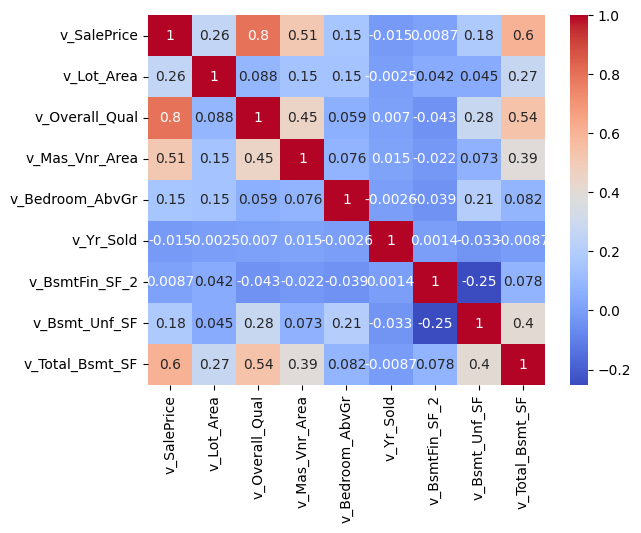 v_SalePrice 1 0.26 0.8 0.51 0.15 -0.015 0.0087 0.18 0.6
v_Lot_Area 0.26 1 0.088 0.15 0.15 -0.0025 0.042 0.045 0.27
v_Overall_Qual 0.8 0.088 1 0.45 0.059 0.007 -0.043 0.28 0.54
v_Mas_Vnr_Area 0.51 0.15 0.45 1 0.076 0.015 -0.022 0.073 0.39
v_Bedroom_AbvGr 0.15 0.15 0.059 0.076 1 -0.0026 -0.039 0.21 0.082
v_Yr_Sold -0.015 -0.0025 0.007 0.015 -0.0026 1 0.0014 -0.033 -0.0087
v_BsmtFin_SF_2 0.0087 0.042 -0.043 -0.022 -0.039 0.0014 1 -0.25 0.078
v_Bsmt_Unf_SF 0.18 0.045 0.28 0.073 0.21 -0.033 -0.25 1 0.4
v_Total_Bsmt_SF 0.6 0.27 0.54 0.39 0.082 -0.0087 0.078 0.4 1
v_SalePrice
v_Lot_Area
v_Overall_Qual
v_Mas_Vnr_Area
v_Bedroom_AbvGr
v_Yr_Sold
v_BsmtFin_SF_2
v_Bsmt_Unf_SF
v_Total_Bsmt_SF
1.0
0.8
0.6
0.4
0.2
0.0
−0.2